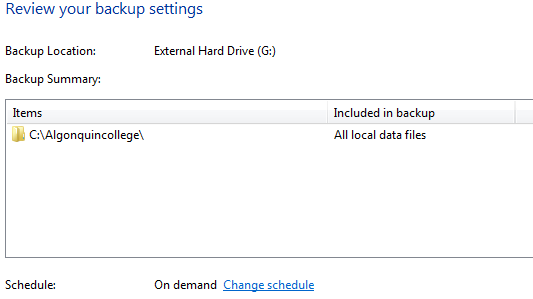 Review your backup settings
Backup Location: External Hard Drive (G:)
Backup Summary:
Items Included in backup
C:\Algonquincollege\ All local data files
Schedule: On demand Change schedule